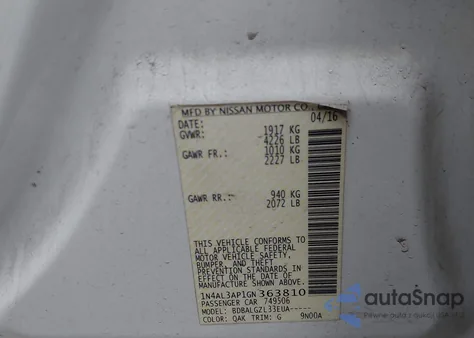 MFD BY NISSAN MOTOR CO.,
DATE: 04/16
GVWR: 1917 KG
4226 LB
GAWR FR.: 1010 KG
2227 LB
GAWR RR.: 940 KG
2072 LB
THIS VEHICLE CONFORMS TO
ALL APPLICABLE FEDERAL
MOTOR VEHICLE SAFETY,
BUMPER, AND THEFT
PREVENTION STANDARDS IN
EFFECT ON THE DATE OF
MANUFACTURE SHOWN ABOVE.
1N4AL3AP1GN363810
PASSENGER CAR 749506
MODEL: BDBALGZL33EUA-----
COLOR: QAK TRIM: G 9N00A
autaSnap